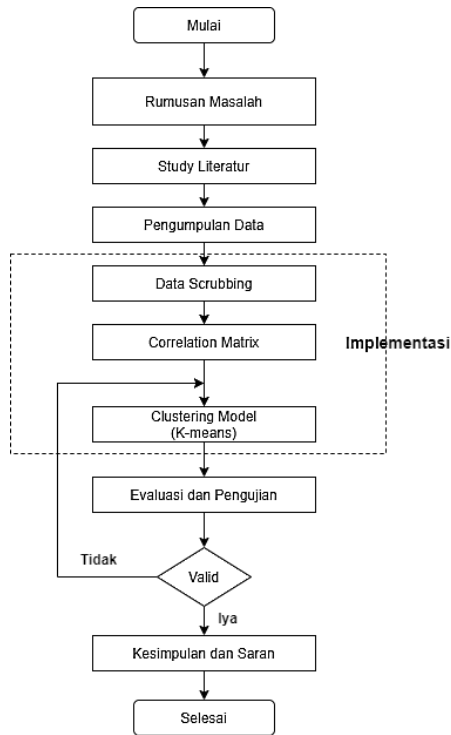 Mulai
Rumusan Masalah
Study Literatur
Pengumpulan Data
Data Scrubbing
Correlation Matrix
Implementasi
Clustering Model
(K-means)
Evaluasi dan Pengujian
Tidak
Valid
Iya
Kesimpulan dan Saran
Selesai